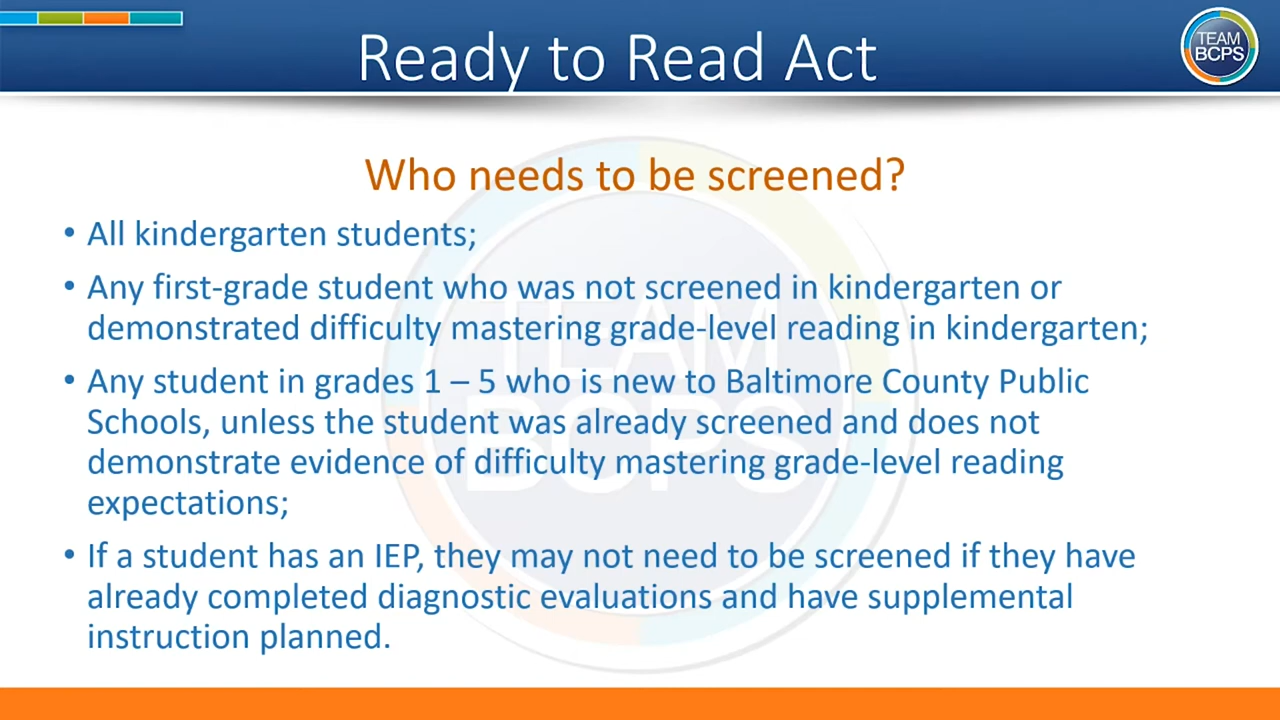 Ready to Read Act
TEAM
BCPS
Who needs to be screened?
• All kindergarten students;
• Any first-grade student who was not screened in kindergarten or
demonstrated difficulty mastering grade-level reading in kindergarten;
• Any student in grades 1 – 5 who is new to Baltimore County Public
Schools, unless the student was already screened and does not
demonstrate evidence of difficulty mastering grade-level reading
expectations;
• If a student has an IEP, they may not need to be screened if they have
already completed diagnostic evaluations and have supplemental
instruction planned.
TEAM
BCPS